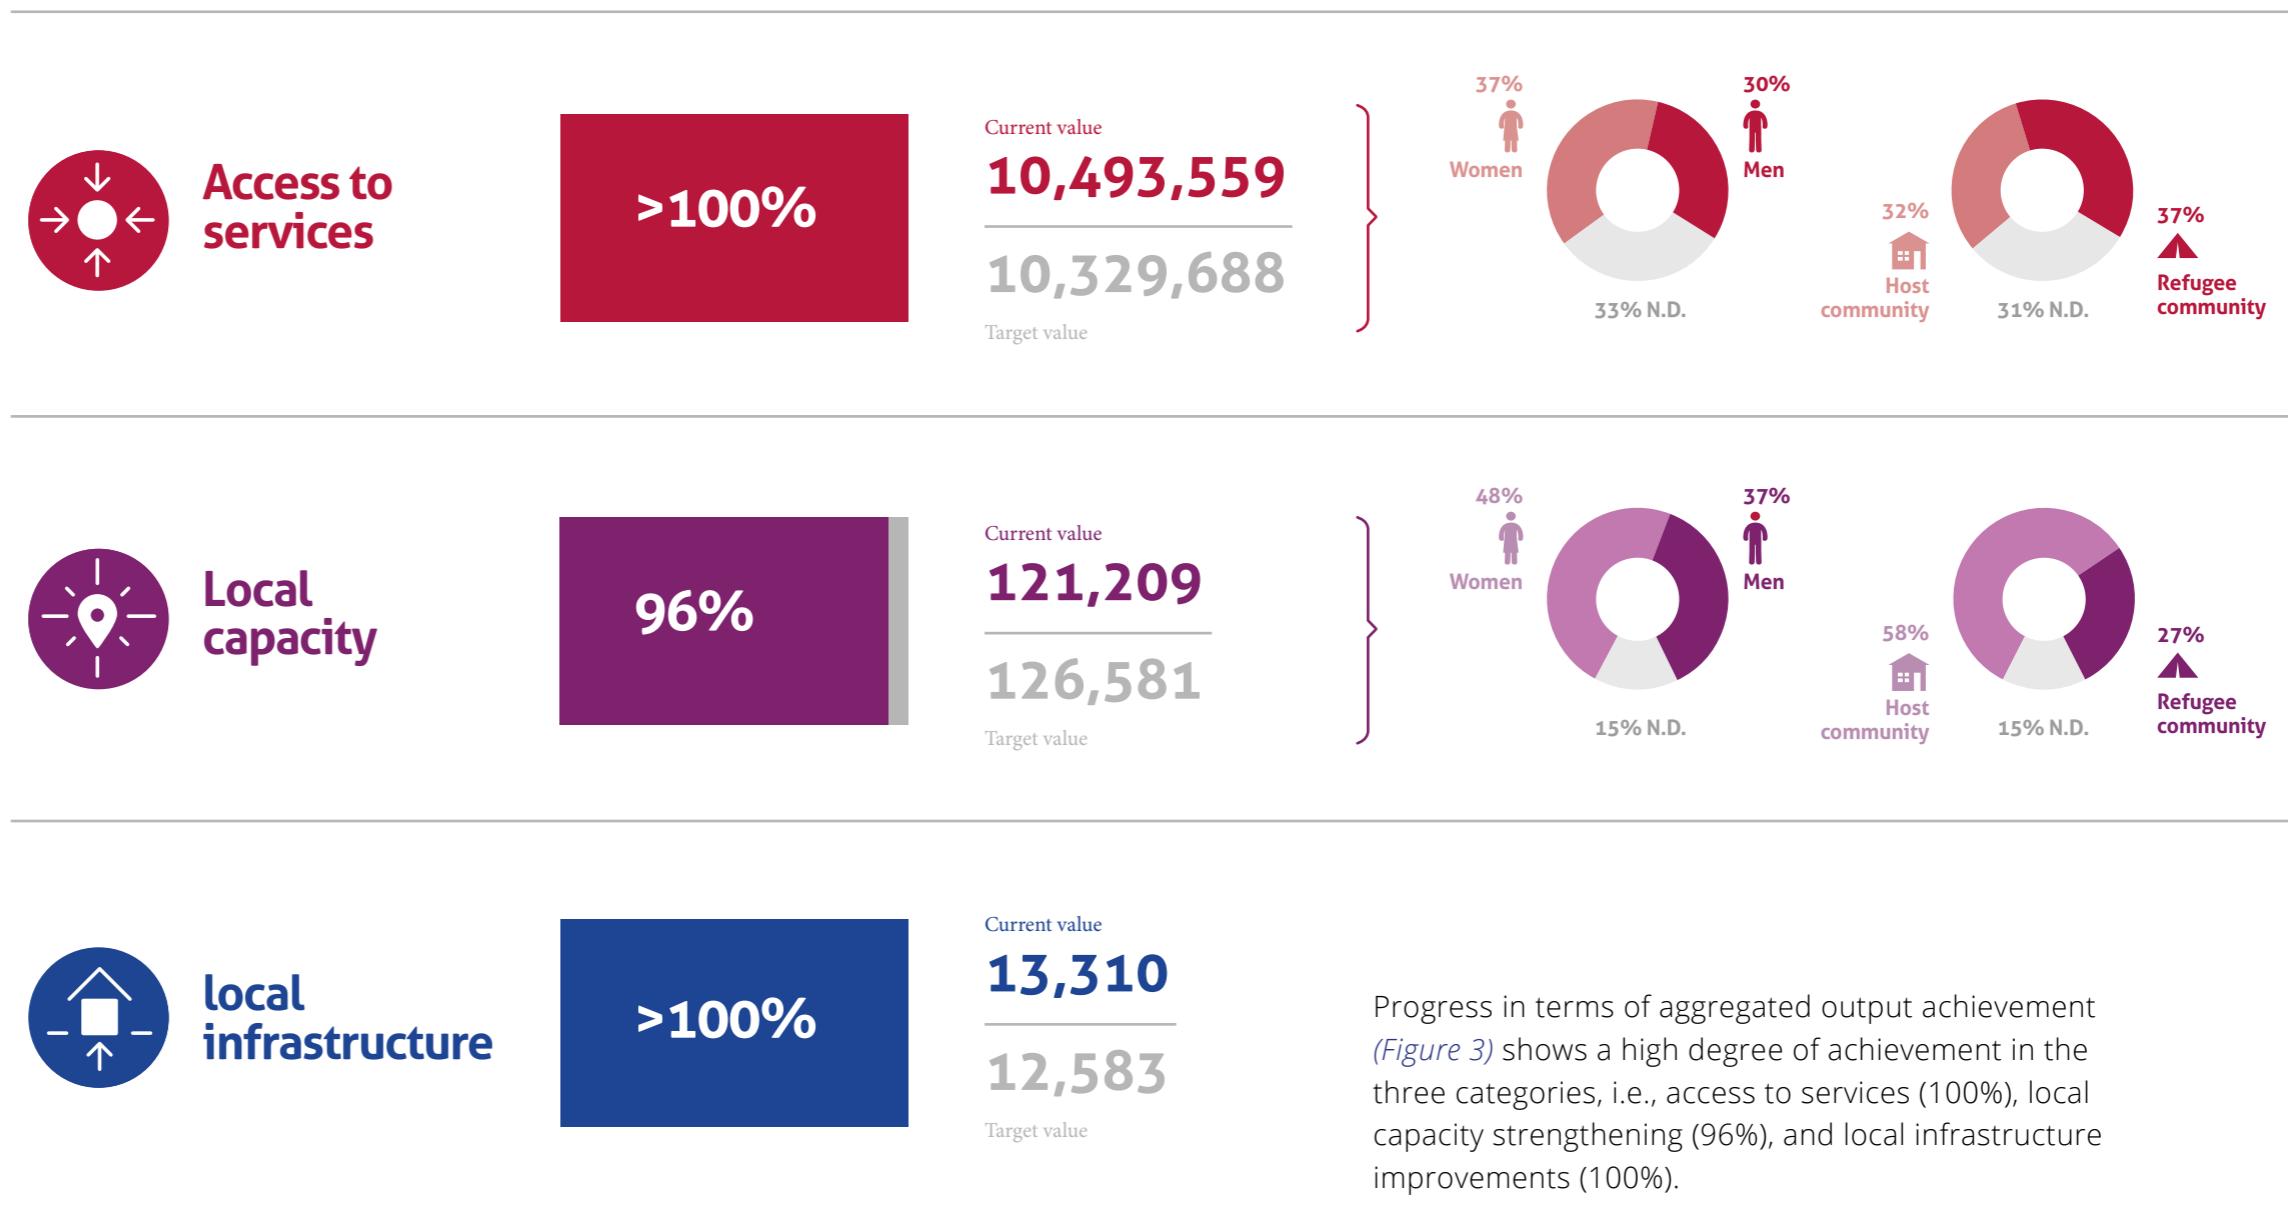 Access to
services
>100%
Current value
10,493,559
10,329,688
Target value
37%
Women
30%
Men
33% N.D.
32%
Host
community
31% N.D.
37%
Refugee
community
Local
capacity
96%
Current value
121,209
126,581
Target value
48%
Women
37%
Men
15% N.D.
58%
Host
community
15% N.D.
27%
Refugee
community
local
infrastructure
>100%
Current value
13,310
12,583
Target value
Progress in terms of aggregated output achievement
(Figure 3) shows a high degree of achievement in the
three categories, i.e., access to services (100%), local
capacity strengthening (96%), and local infrastructure
improvements (100%).